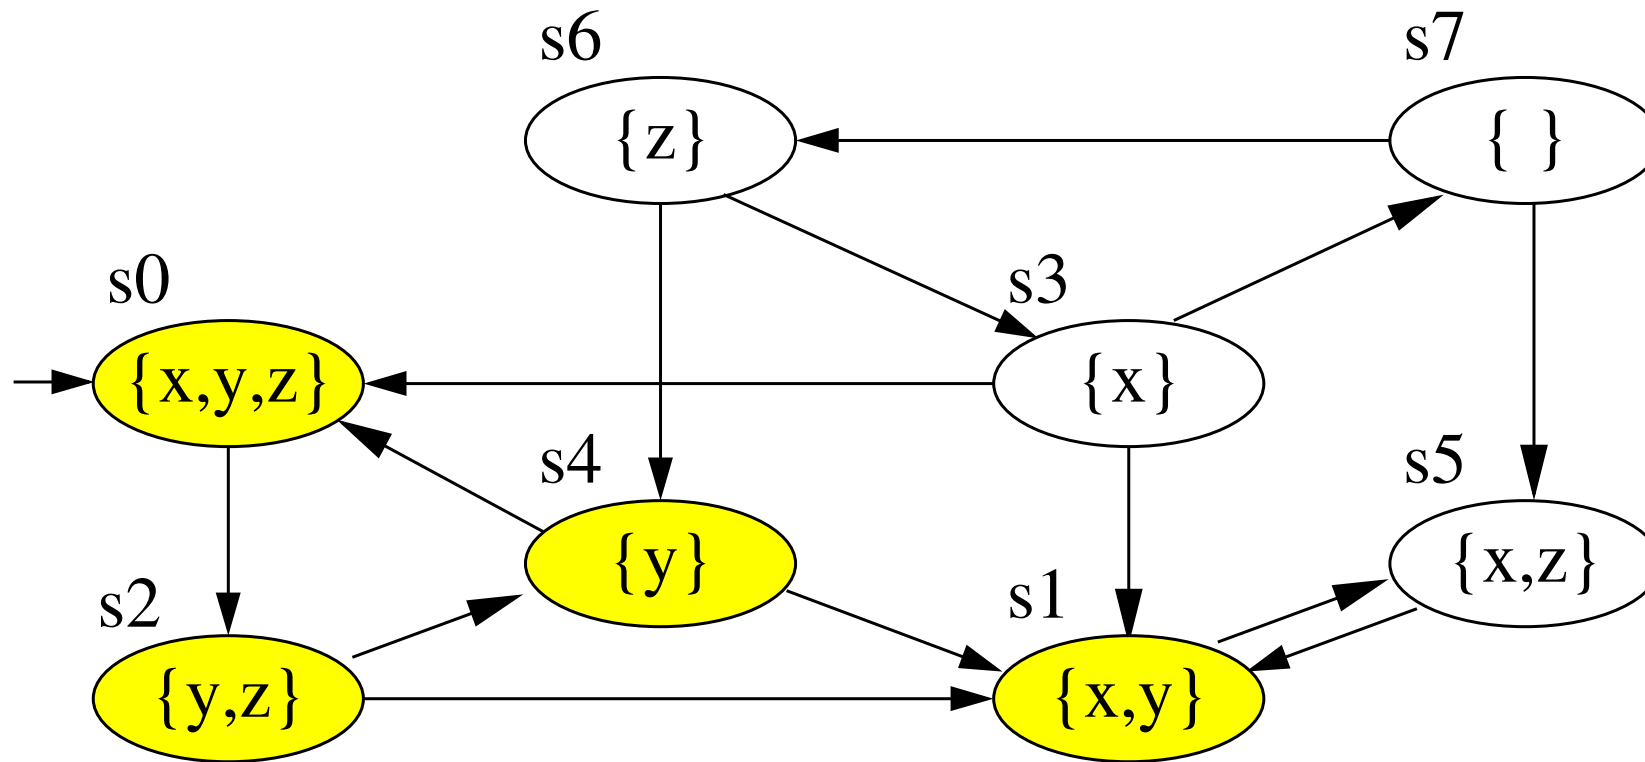 s6
s7
{z}
{ }
s0
s3
{x,y,z}
{x}
s4
s5
{y}
{x,z}
s2
s1
{y,z}
{x,y}